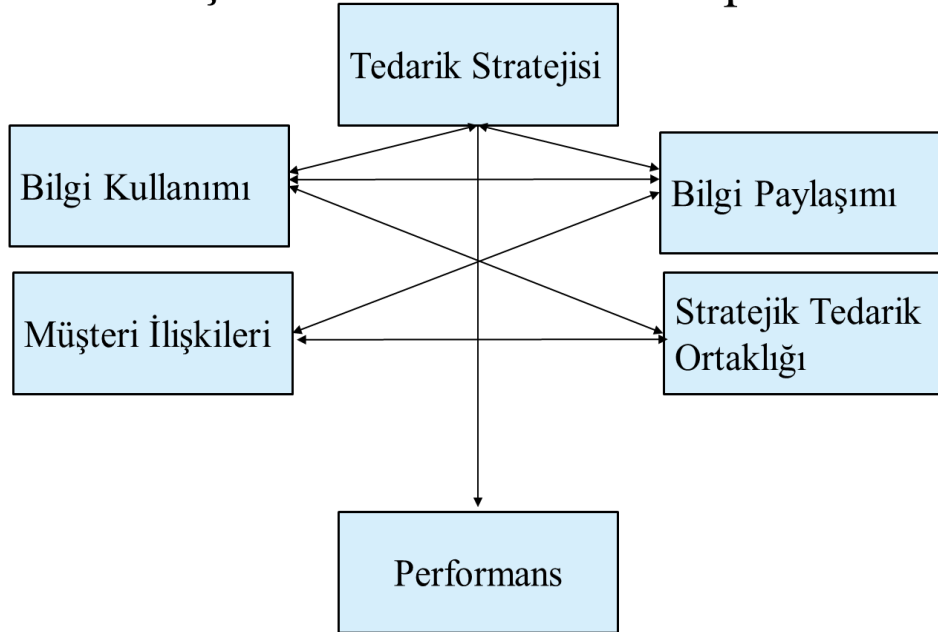 Tedarik Stratejisi
Bilgi Kullanımı
Bilgi Paylaşımı
Müşteri İlişkileri
Stratejik Tedarik
Ortaklığı
Performans